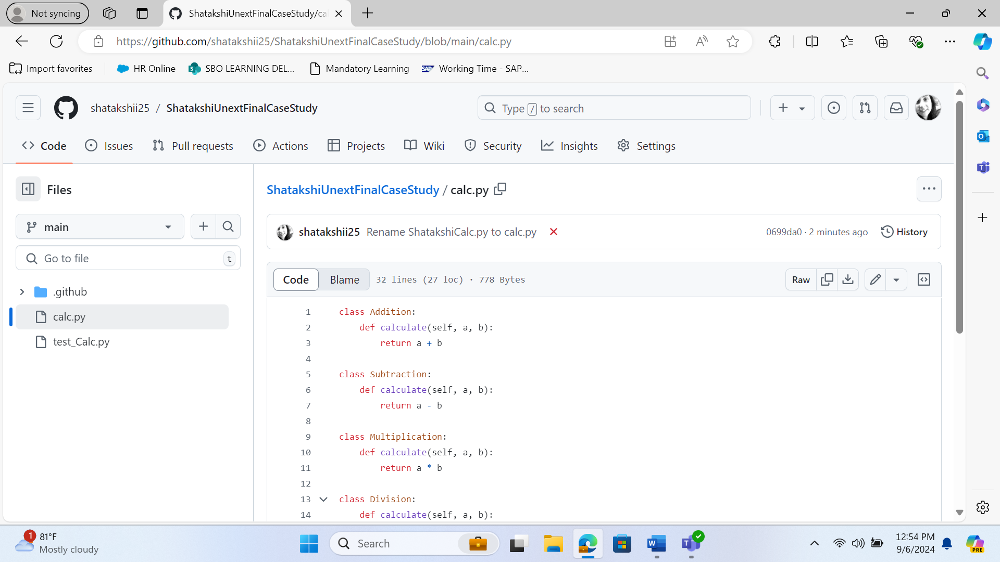 Not syncing
ShatakshiUnextFinalCaseStudy/ca
https://github.com/shatakshii25/ShatakshiUnextFinalCaseStudy/blob/main/calc.py
Import favorites
HR Online
SBO LEARNING DEL...
Mandatory Learning
SAP Working Time - SAP...
shatakshii25 / ShatakshiUnextFinalCaseStudy
Type / to search
Code
Issues
Pull requests
Actions
Projects
Wiki
Security
Insights
Settings
Files
main
Go to file
t
.github
calc.py
test_Calc.py
ShatakshiUnextFinalCaseStudy / calc.py
shatakshii25 Rename ShatakshiCalc.py to calc.py
0699da0 · 2 minutes ago
History
Code
Blame
32 lines (27 loc) · 778 Bytes
Raw
1 class Addition:
2 def calculate(self, a, b):
3 return a + b
4
5 class Subtraction:
6 def calculate(self, a, b):
7 return a - b
8
9 class Multiplication:
10 def calculate(self, a, b):
11 return a * b
12
13 class Division:
14 def calculate(self, a, b):
1
81°F
Mostly cloudy
Search
12:54 PM
9/6/2024
PRE